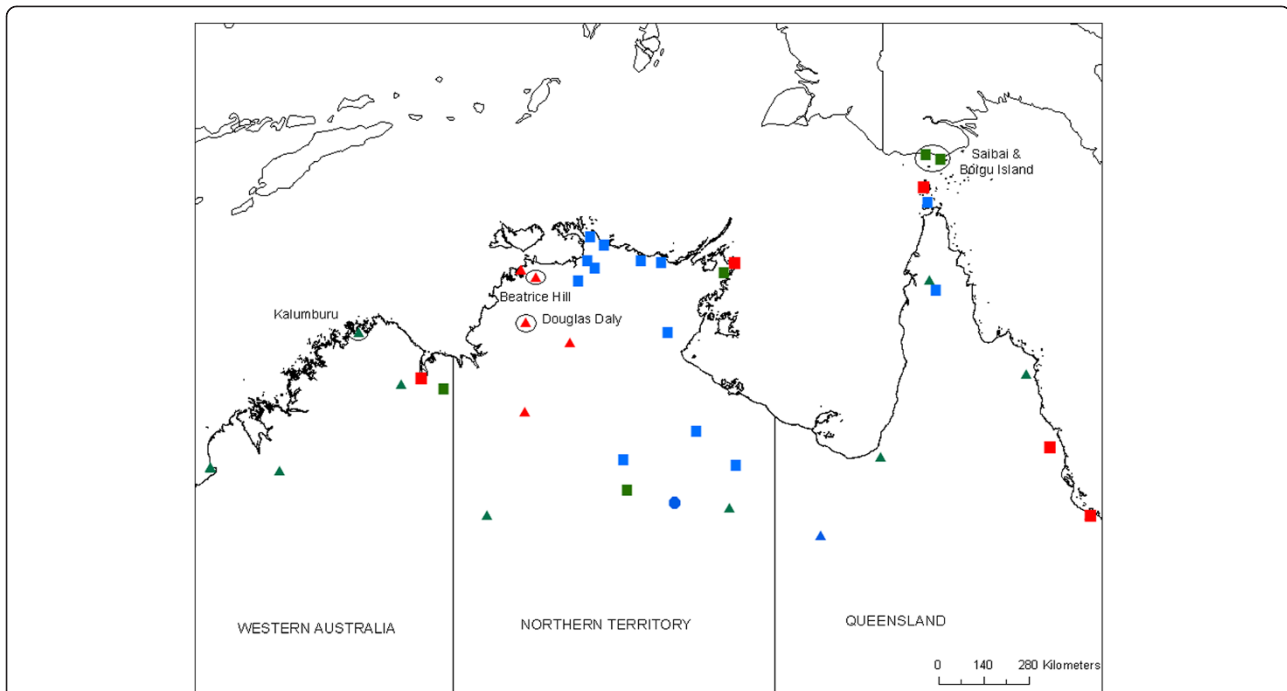 Saibai &
Boigu Island
Beatrice Hill
Kalumburu
Douglas Daly
WESTERN AUSTRALIA
NORTHERN TERRITORY
QUEENSLAND
0 140 280 Kilometers